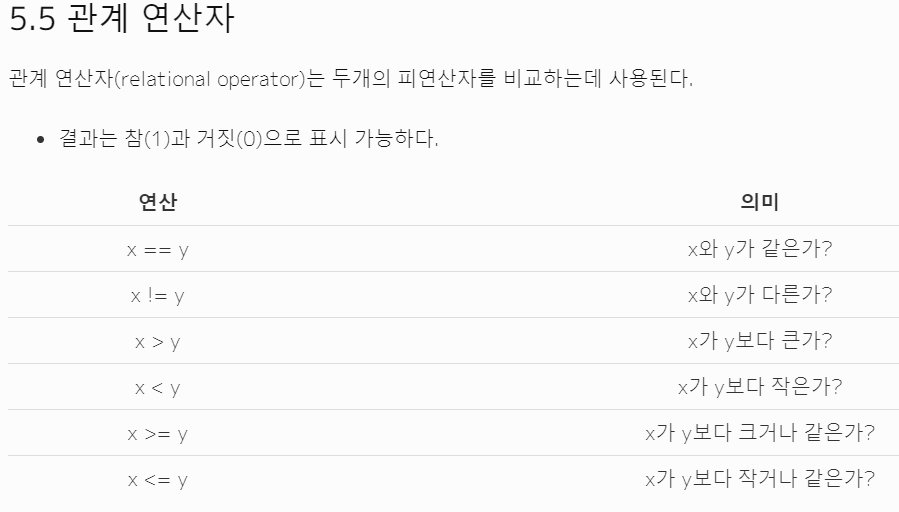 5.5 관계 연산자
관계 연산자(relational operator)는 두개의 피연산자를 비교하는데 사용된다.
• 결과는 참(1)과 거짓(0)으로 표시 가능하다.
연산 의미
x == y x와 y가 같은가?
x != y x와 y가 다른가?
x > y x가 y보다 큰가?
x < y x가 y보다 작은가?
x >= y x가 y보다 크거나 같은가?
x <= y x가 y보다 작거나 같은가?